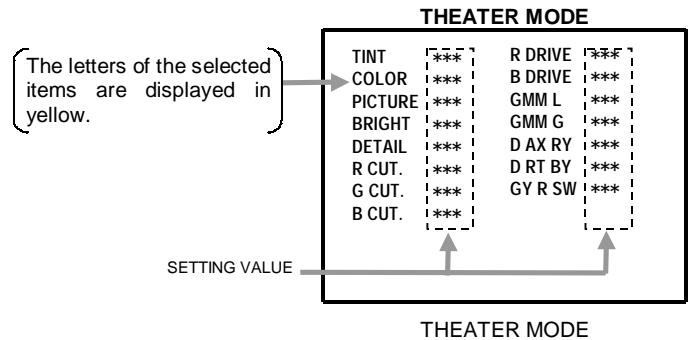 THEATER MODE
The letters of the selected
items are displayed in
yellow.
TINT ***
COLOR ***
PICTURE ***
BRIGHT ***
DETAIL ***
R CUT. ***
G CUT. ***
B CUT. ***
R DRIVE ***
B DRIVE ***
GMM L ***
GMM G ***
D AX RY ***
D RT BY ***
GY R SW ***
SETTING VALUE
THEATER MODE